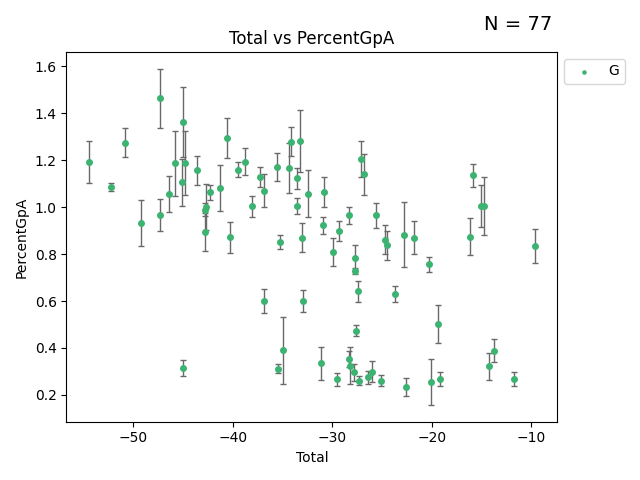 N = 77
Total vs PercentGpA
G
PercentGpA
1.6
1.4
1.2
1.0
0.8
0.6
0.4
0.2
−50 −40 −30 −20 −10
Total